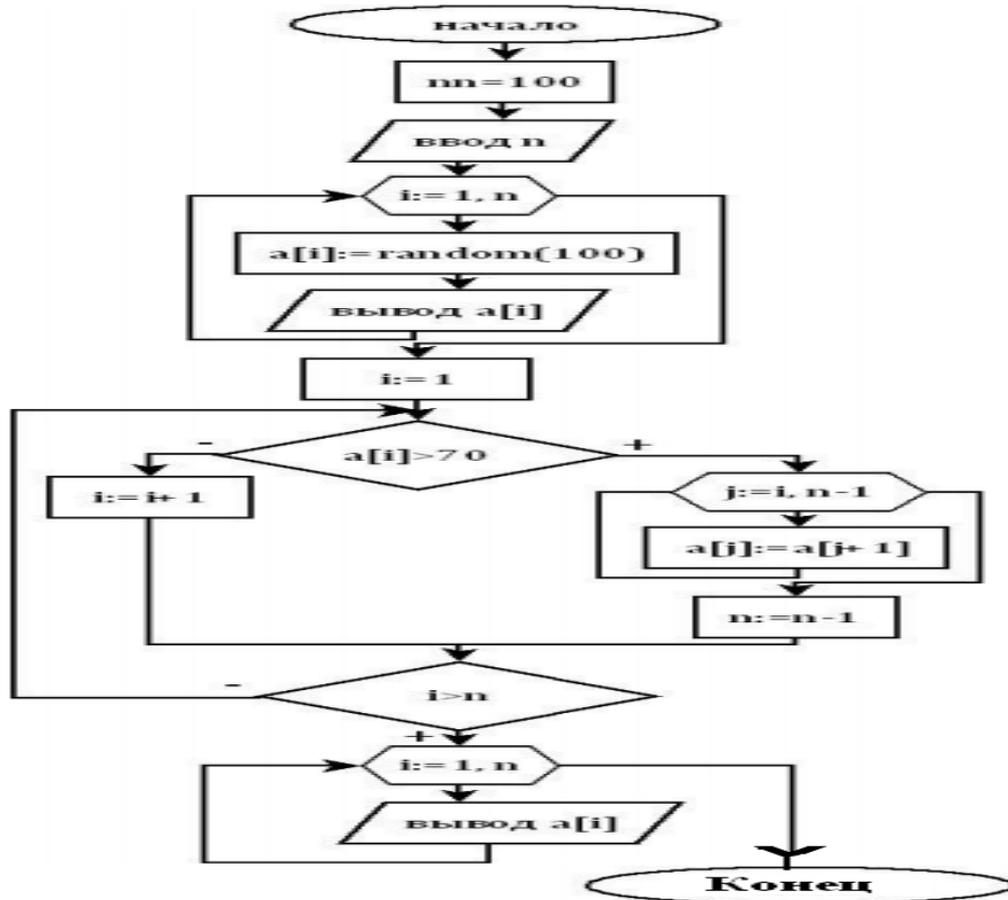 начало
nn=100
ввод n
i:=1, n
a[i]:=random(100)
вывод a[i]
i:=1
a[i]>70
-
+
i:=i+1
j:=i, n-1
a[j]:=a[j+1]
n:=n-1
i>n
-
+
i:=1, n
вывод a[i]
Конец